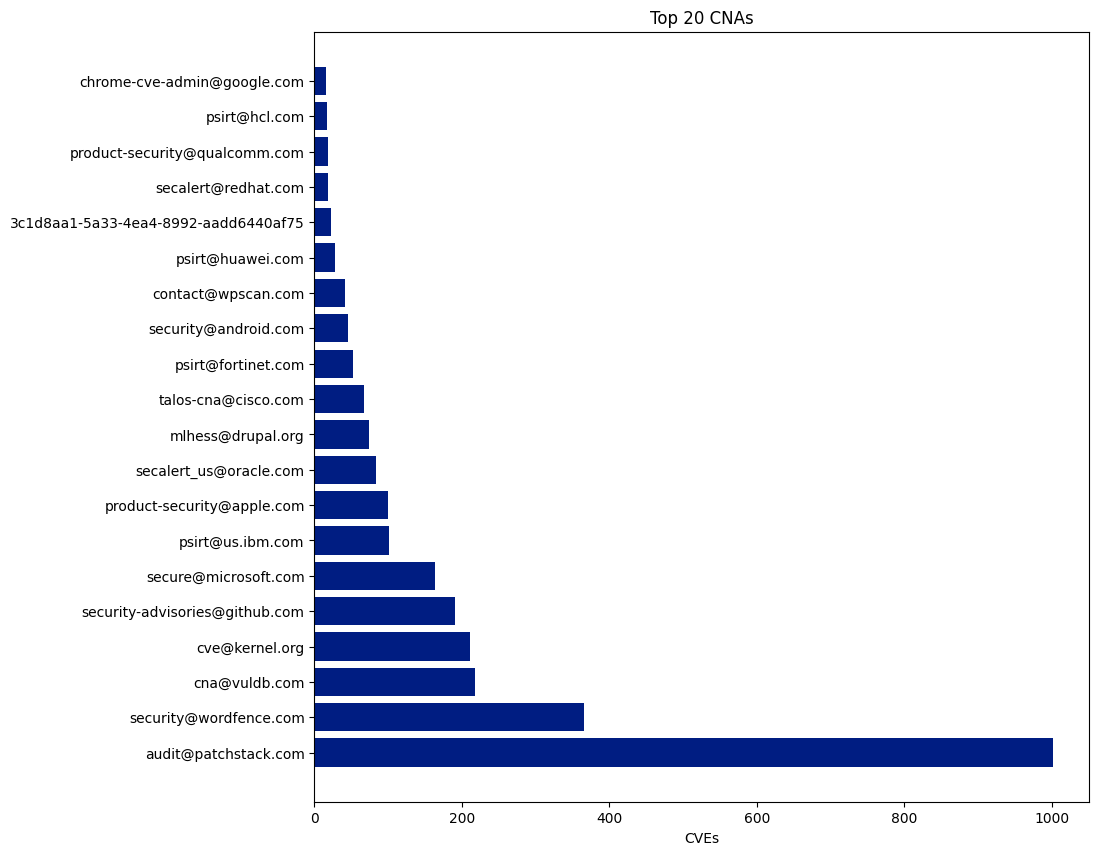 Top 20 CNAs
chrome-cve-admin@google.com
psirt@hcl.com
product-security@qualcomm.com
secalert@redhat.com
3c1d8aa1-5a33-4ea4-8992-aadd6440af75
psirt@huawei.com
contact@wpscan.com
security@android.com
psirt@fortinet.com
talos-cna@cisco.com
mlhess@drupal.org
secalert_us@oracle.com
product-security@apple.com
psirt@us.ibm.com
secure@microsoft.com
security-advisories@github.com
cve@kernel.org
cna@vuldb.com
security@wordfence.com
audit@patchstack.com
0 200 400 600 800 1000
CVEs